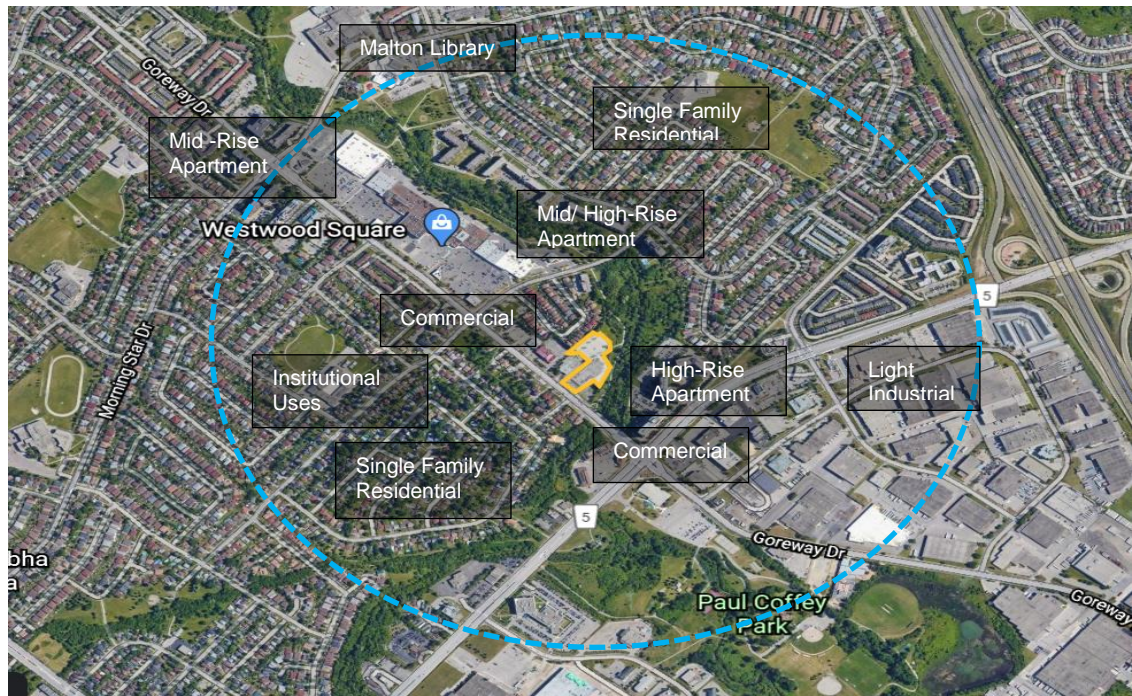 Malton Library
Goreway Dr
Single Family
Residential
Mid -Rise
Apartment
Mid/ High-Rise
Apartment
Westwood Square
Commercial
5
Morning Star Dr
Institutional
Uses
High-Rise
Apartment
Light
Industrial
Commercial
Single Family
Residential
5
Goreway Dr
bha
a
Paul Coffey
Park
Goreway